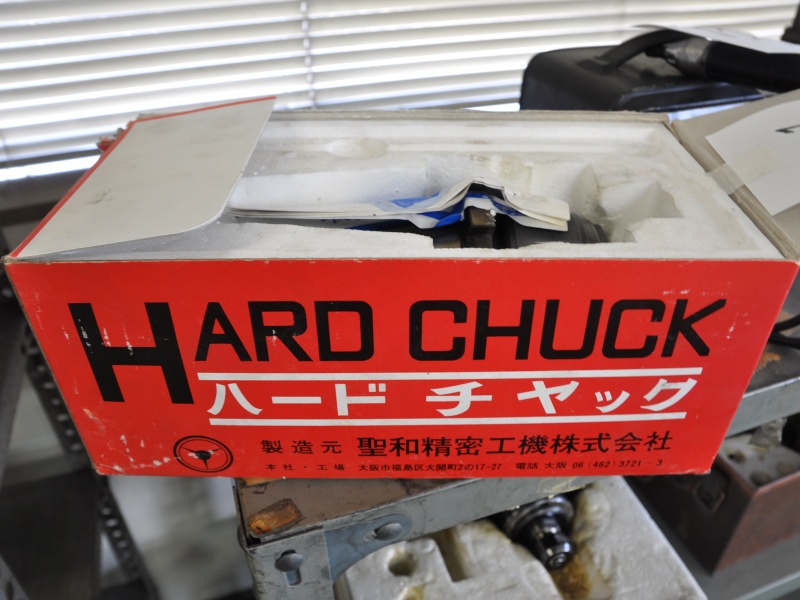 HARD CHUCK
ハード チヤック
製造元 聖和精密工機株式会社
本社・工場 大阪市福島区大開町2の17-27 電話 大阪 06(462)3721-3